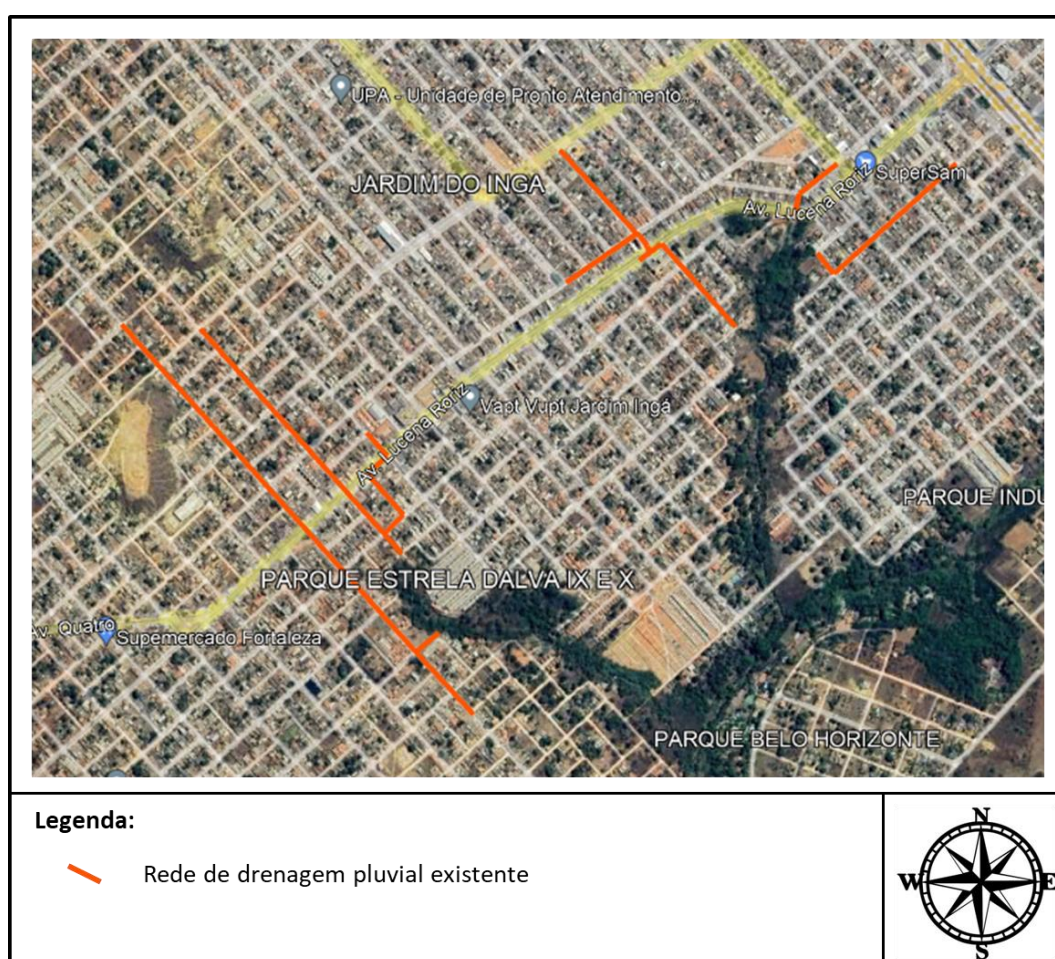 UPA - Unidade de Pronto Atendimento ...
JARDIM DO INGA
SuperSam
Av. Lucena Roriz
Av. Lucena Roriz
Vapt Vupt Jardim Ingá
PARQUE INDU
PARQUE ESTRELA DALVA IX E X
Av. Quatro
Supemercado Fortaleza
PARQUE BELO HORIZONTE
Legenda:
Rede de drenagem pluvial existente
N
W
E
S